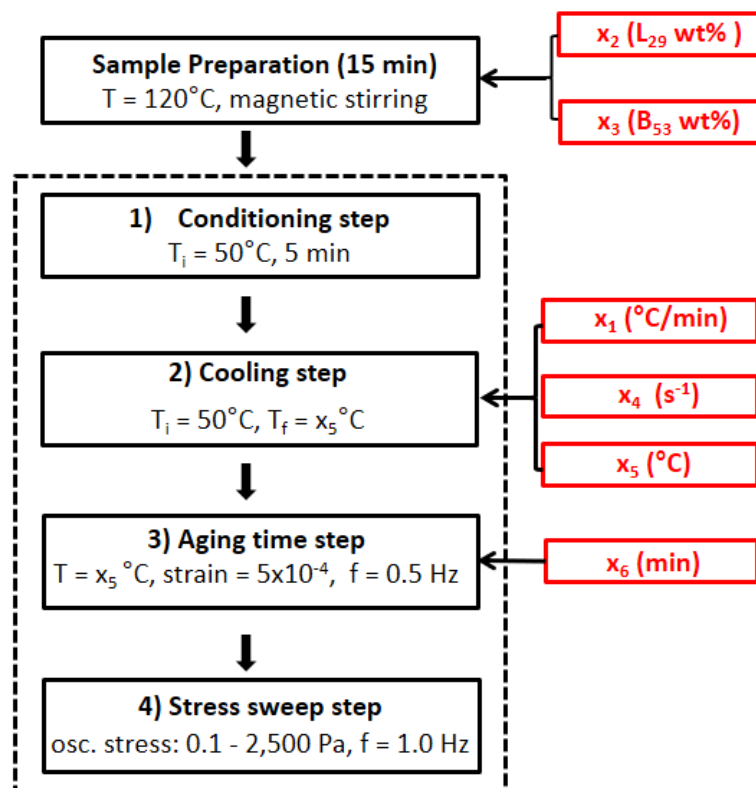 Sample Preparation (15 min)
T = 120°C, magnetic stirring
x₂ (L₂₉ wt% )
x₃ (B₅₃ wt%)
1) Conditioning step
Tᵢ = 50°C, 5 min
2) Cooling step
Tᵢ = 50°C, T_f = x₅°C
x₁ (°C/min)
x₄ (s⁻¹)
x₅ (°C)
3) Aging time step
T = x₅ °C, strain = 5x10⁻⁴, f = 0.5 Hz
x₆ (min)
4) Stress sweep step
osc. stress: 0.1 - 2,500 Pa, f = 1.0 Hz